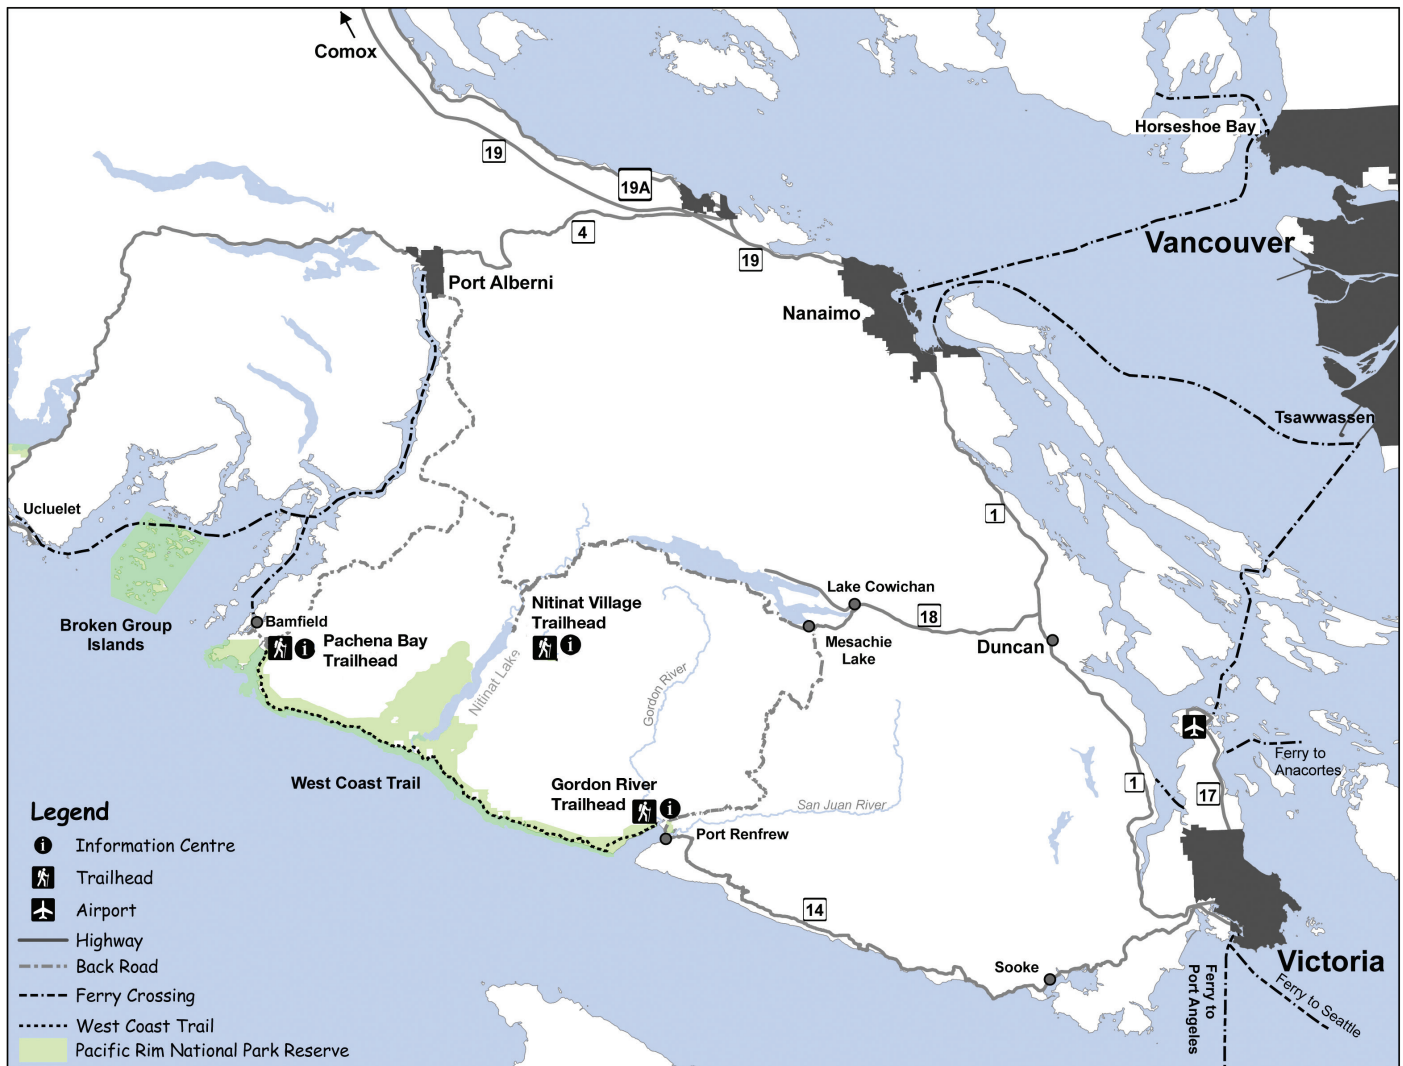 Comox
19
19A
4
19
Horseshoe Bay
Vancouver
Port Alberni
Nanaimo
Tsawwassen
Ucluelet
1
Broken Group
Islands
Bamfield
Pachena Bay
Trailhead
i
Nitinat Village
Trailhead
i
Nitinat Lake
Gordon River
Lake Cowichan
18
Mesachie
Lake
Duncan
West Coast Trail
Gordon River
Trailhead
i
San Juan River
Port Renfrew
1
17
Ferry to
Anacortes
14
Sooke
Victoria
Ferry to
Port Angeles
Ferry to Seattle
Legend
i
Information Centre
Trailhead
Airport
Highway
Back Road
Ferry Crossing
West Coast Trail
Pacific Rim National Park Reserve